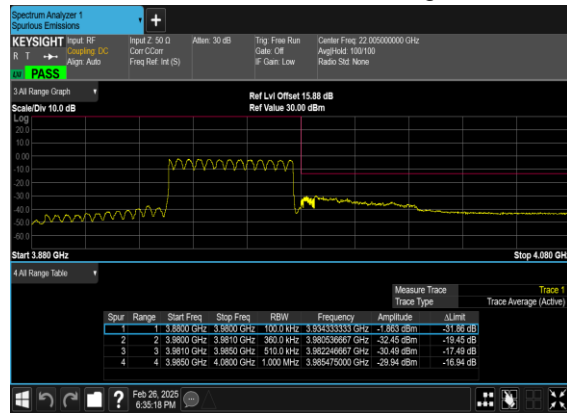 Spectrum Analyzer 1
Spurious Emissions
KEYSIGHT Input: RF Input Z: 50 Ω Atten: 30 dB Trig: Free Run Center Freq: 22.005000000 GHz
R T Coupling: DC Corr CCorr Gate: Off Avg|Hold: 100/100
Align: Auto Freq Ref: Int (S) IF Gain: Low Radio Std: None
LW PASS
3 All Range Graph
Ref Lvl Offset 15.88 dB
Scale/Div 10.0 dB Ref Value 30.00 dBm
Log
20.0
10.0
0.00
-10.0
-20.0
-30.0
-40.0
-50.0
-60.0
Start 3.880 GHz Stop 4.080 GHz
4 All Range Table
Measure Trace Trace 1
Trace Type Trace Average (Active)
Spur Range Start Freq Stop Freq RBW Frequency Amplitude ΔLimit
1 1 3.8800 GHz 3.9800 GHz 100.0 kHz 3.934333333 GHz -1.863 dBm -31.86 dB
2 2 3.9800 GHz 3.9810 GHz 360.0 kHz 3.980536667 GHz -32.45 dBm -19.45 dB
3 3 3.9810 GHz 3.9850 GHz 510.0 kHz 3.982246667 GHz -30.49 dBm -17.49 dB
4 4 3.9850 GHz 4.0800 GHz 1.000 MHz 3.985475000 GHz -29.94 dBm -16.94 dB
Feb 26, 2025
6:35:18 PM